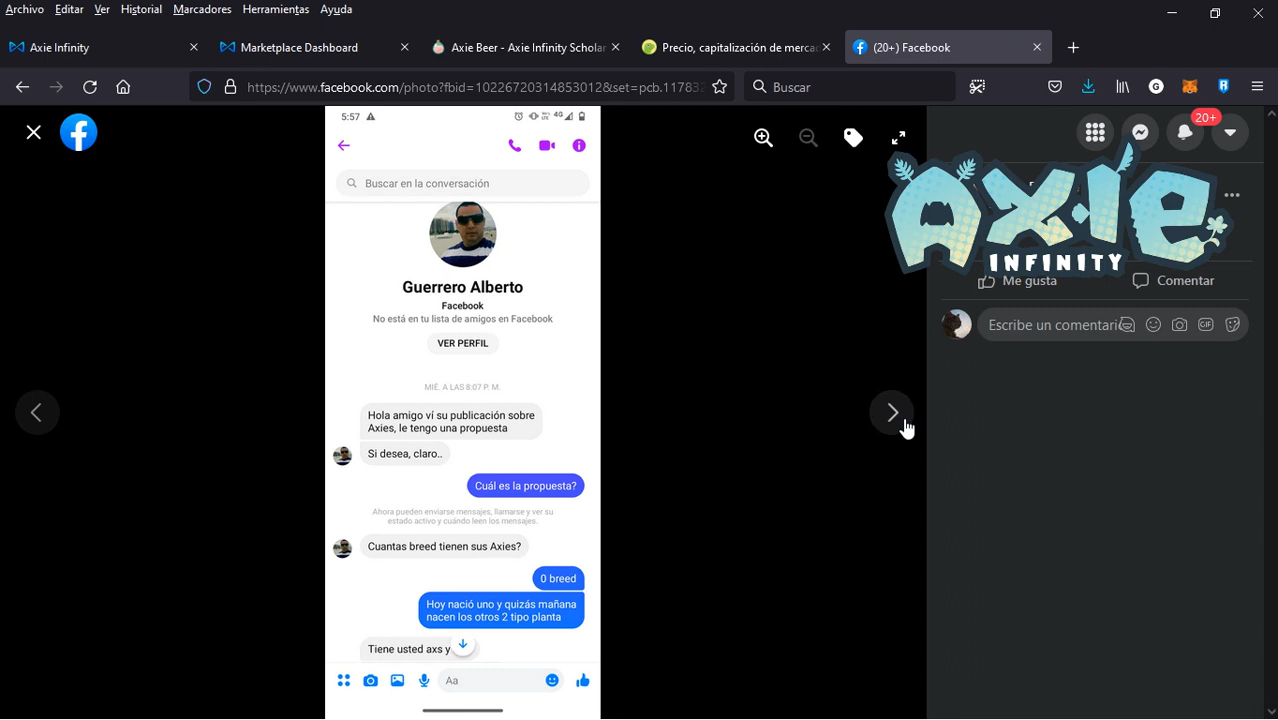 Archivo Editar Ver Historial Marcadores Herramientas Ayuda
Axie Infinity
Marketplace Dashboard
Axie Beer - Axie Infinity Scholar
Precio, capitalización de merca
(20+) Facebook
https://www.facebook.com/photo?fbid=10226720314853012&set=pcb.11783
Buscar
20+
5:57
4G
Buscar en la conversación
Guerrero Alberto
Facebook
No está en tu lista de amigos en Facebook
VER PERFIL
MIÉ. A LAS 8:07 P. M.
Hola amigo ví su publicación sobre
Axies, le tengo una propuesta
Si desea, claro..
Cuál es la propuesta?
Ahora pueden enviarse mensajes, llamarse y ver su
estado activo y cuándo leen los mensajes.
Cuantas breed tienen sus Axies?
0 breed
Hoy nació uno y quizás mañana
nacen los otros 2 tipo planta
Tiene usted axs y
Aa
AXIE
INFINITY
Me gusta
Comentar
Escribe un comentario
GIF